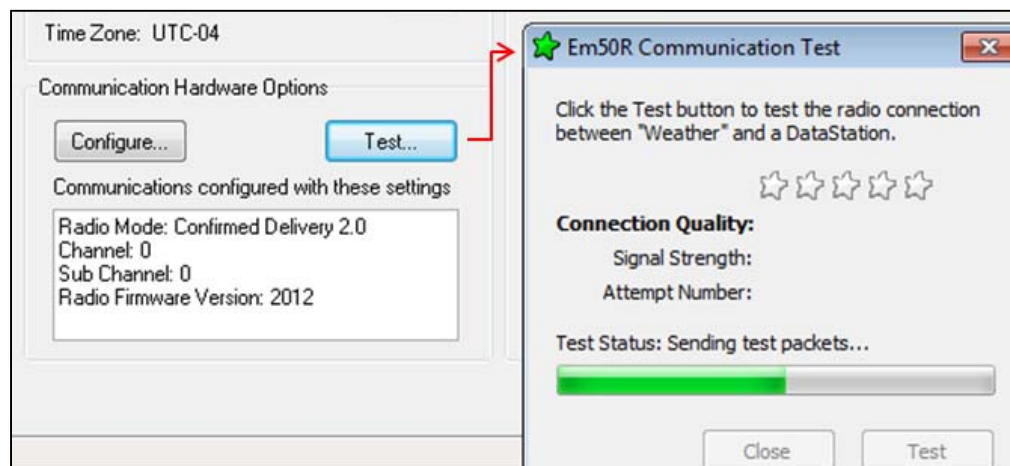 Time Zone: UTC-04
Communication Hardware Options
Configure...
Test...
Communications configured with these settings
Radio Mode: Confirmed Delivery 2.0
Channel: 0
Sub Channel: 0
Radio Firmware Version: 2012
Em50R Communication Test
Click the Test button to test the radio connection
between "Weather" and a DataStation.
Connection Quality:
Signal Strength:
Attempt Number:
Test Status: Sending test packets...
Close
Test